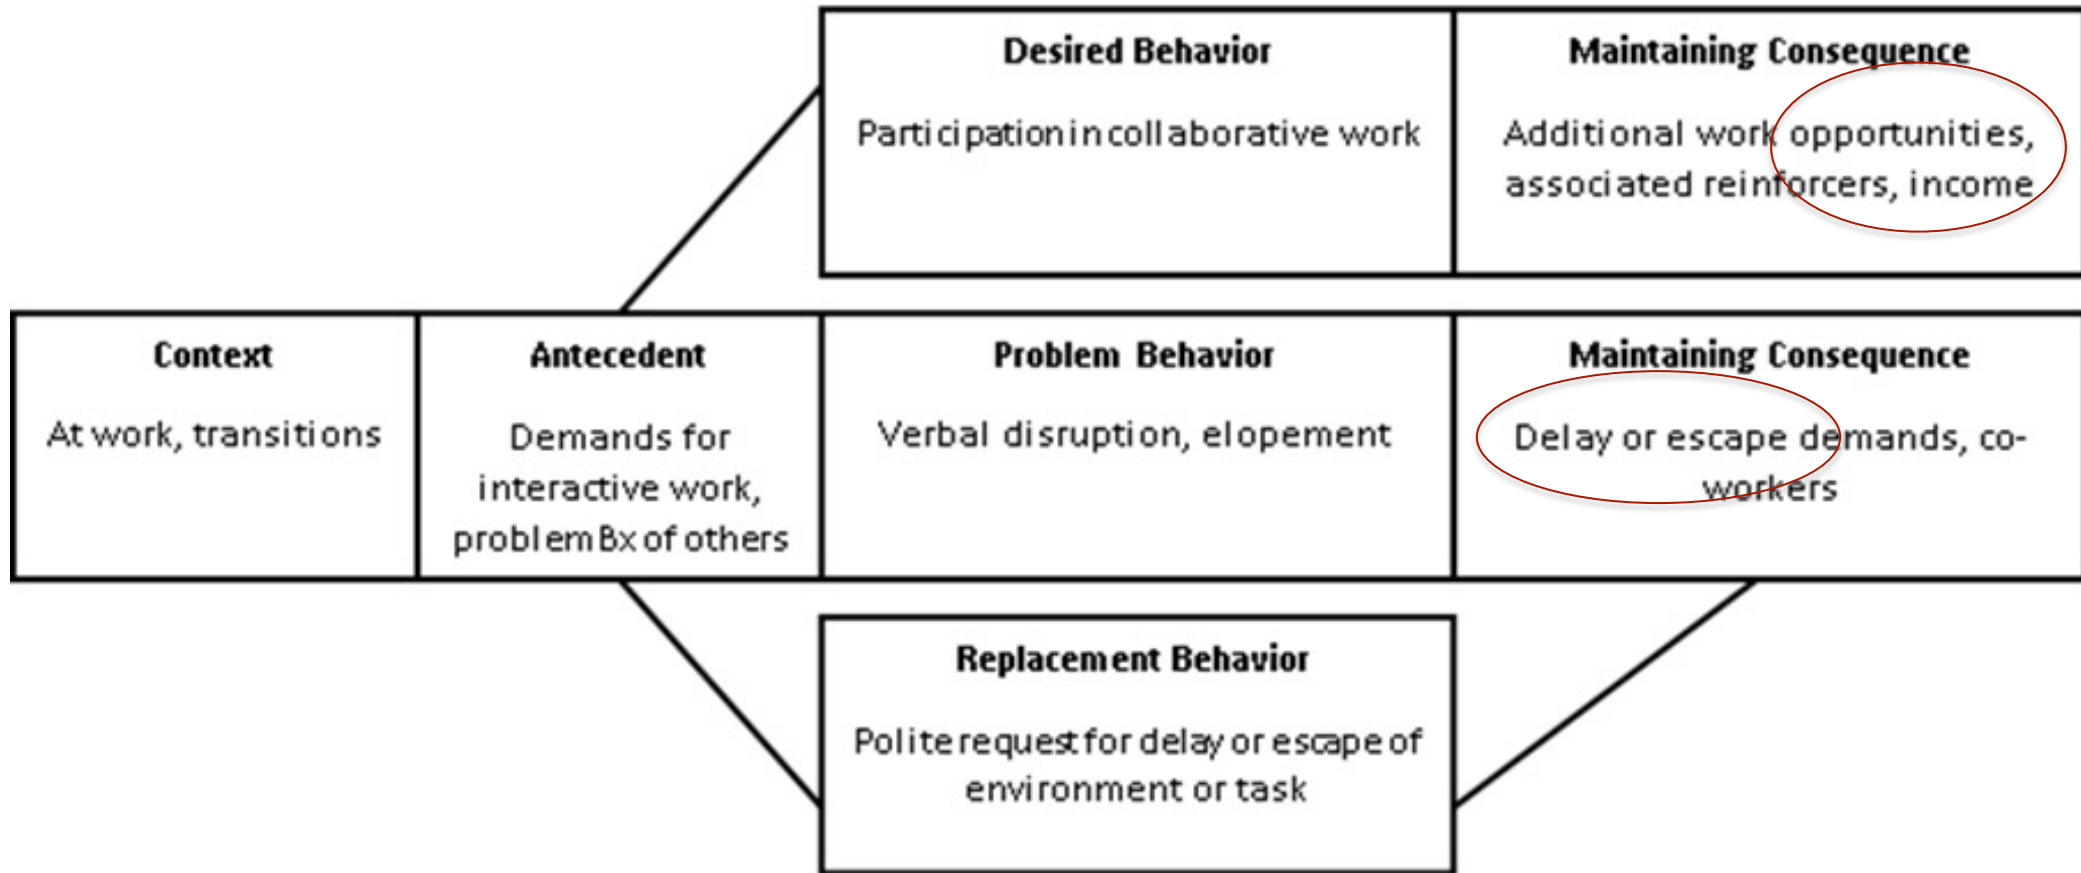 Desired Behavior
Participation in collaborative work
Maintaining Consequence
Additional work opportunities,
associated reinforcers, income
Context
At work, transitions
Antecedent
Demands for
interactive work,
problem Bx of others
Problem Behavior
Verbal disruption, elopement
Maintaining Consequence
Delay or escape demands, co-
workers
Replacement Behavior
Polite request for delay or escape of
environment or task